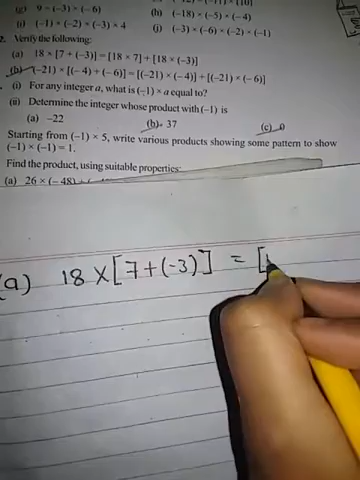 (g) 9 × (−3) × (− 6)
(h) (−18) × (−5) × (− 4)
(i) (−1) × (−2) × (−3) × 4
(j) (−3) × (−6) × (−2) × (−1)
2. Verify the following:
(a) 18 × [7 + (−3)] = [18 × 7] + [18 × (−3)]
(b) (−21) × [(− 4) + (− 6)] = [(−21) × (− 4)] + [(−21) × (− 6)]
(i) For any integer a, what is (−1) × a equal to?
(ii) Determine the integer whose product with (−1) is
(a) −22
(b) 37
(c) 0
Starting from (−1) × 5, write various products showing some pattern to show
(−1) × (−1) = 1.
Find the product, using suitable properties:
(a) 26 × (− 48) +
(a) 18 × [7 + (−3)] = [